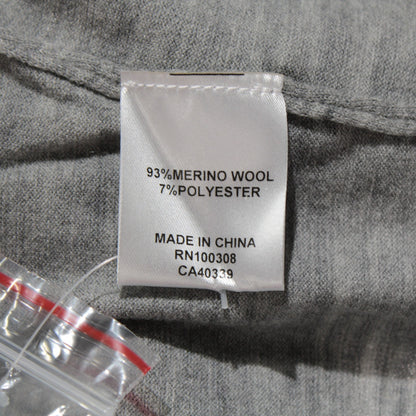 93%MERINO WOOL
7%POLYESTER
MADE IN CHINA
RN100308
CA40339